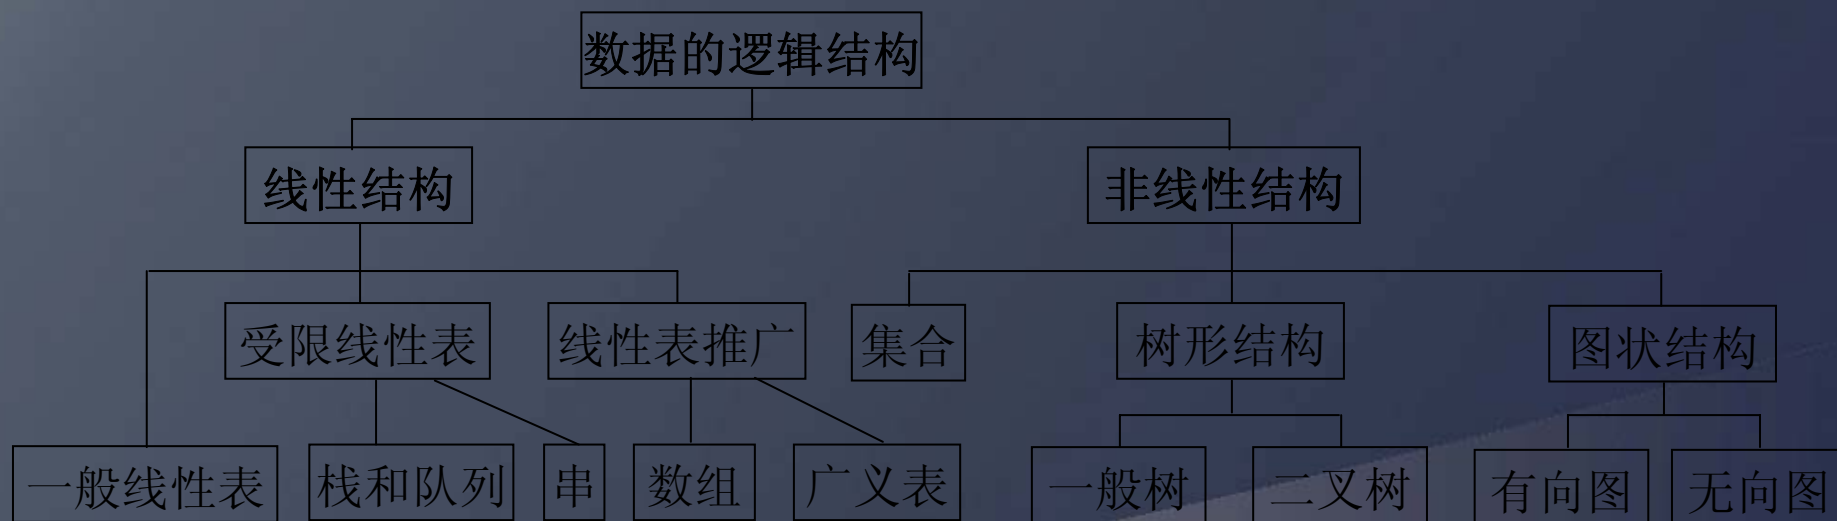 数据的逻辑结构
线性结构
非线性结构
受限线性表
线性表推广
集合
树形结构
图状结构
一般线性表
栈和队列
串
数组
广义表
一般树
二叉树
有向图
无向图